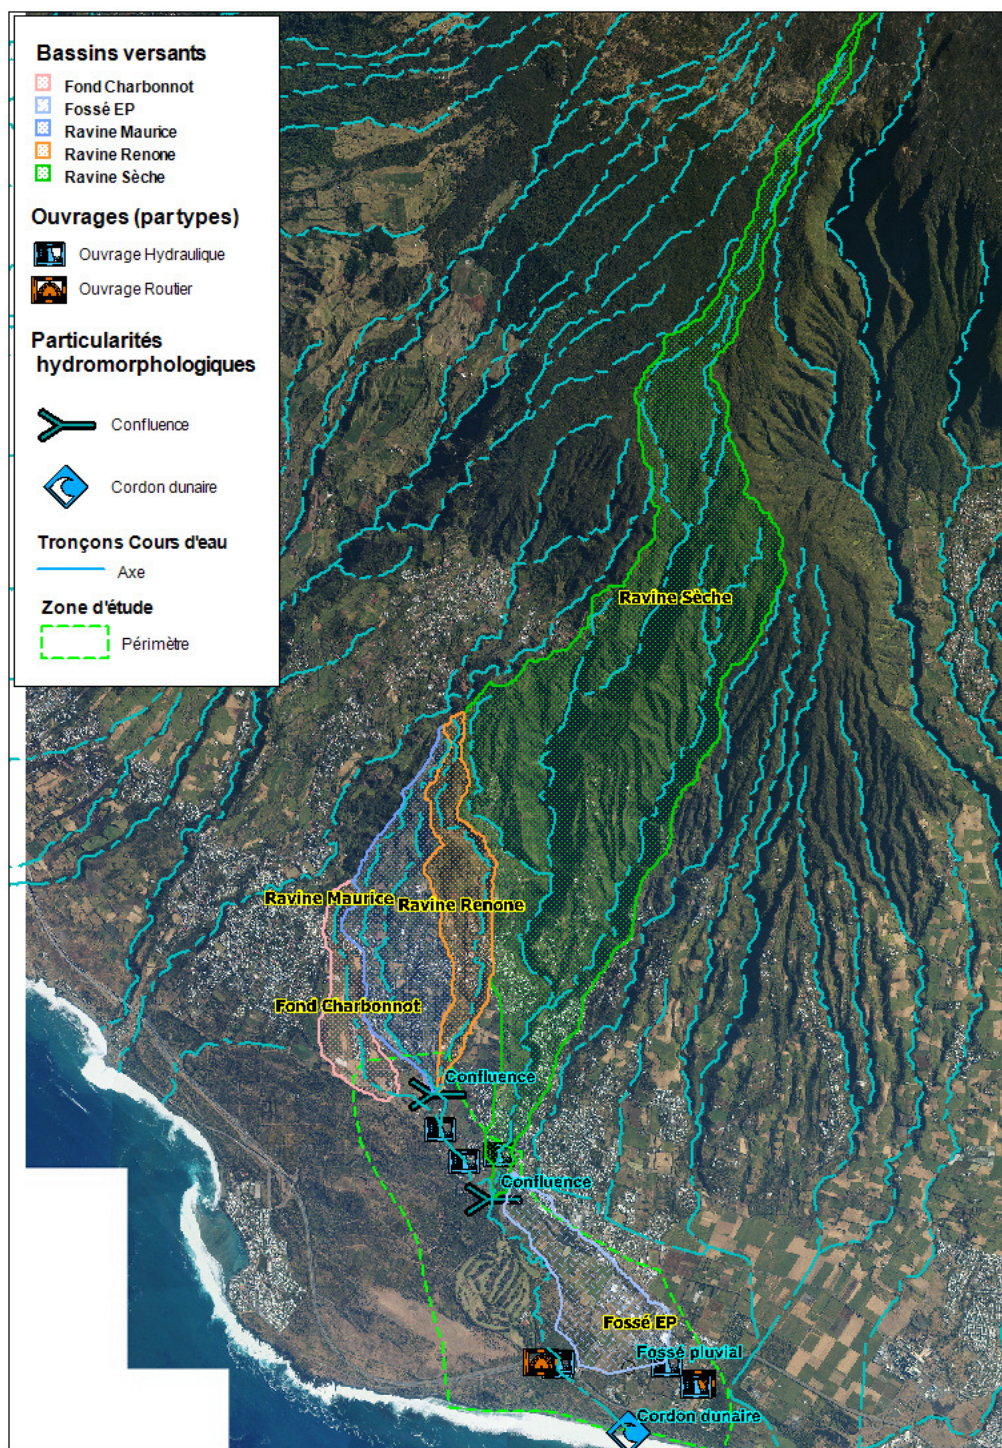 Bassins versants
Fond Charbonnot
Fossé EP
Ravine Maurice
Ravine Renone
Ravine Sèche
Ouvrages (par types)
Ouvrage Hydraulique
Ouvrage Routier
Particularités
hydromorphologiques
Confluence
Cordon dunaire
Tronçons Cours d'eau
Axe
Zone d'étude
Périmètre
Ravine Sèche
Ravine Maurice
Ravine Renone
Fond Charbonnot
Confluence
Confluence
Fossé EP
Fossé pluvial
Cordon dunaire